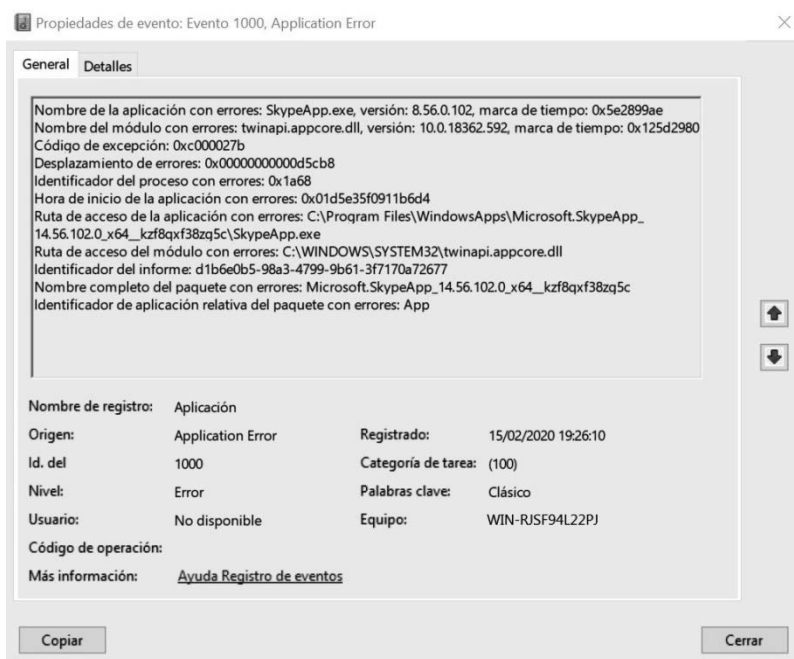 Propiedades de evento: Evento 1000, Application Error
General Detalles
Nombre de la aplicación con errores: SkypeApp.exe, versión: 8.56.0.102, marca de tiempo: 0x5e2899ae
Nombre del módulo con errores: twinapi.appcore.dll, versión: 10.0.18362.592, marca de tiempo: 0x125d2980
Código de excepción: 0xc000027b
Desplazamiento de errores: 0x00000000000d5cb8
Identificador del proceso con errores: 0x1a68
Hora de inicio de la aplicación con errores: 0x01d5e35f0911b6d4
Ruta de acceso de la aplicación con errores: C:\Program Files\WindowsApps\Microsoft.SkypeApp_
14.56.102.0_x64__kzf8qxf38zq5c\SkypeApp.exe
Ruta de acceso del módulo con errores: C:\WINDOWS\SYSTEM32\twinapi.appcore.dll
Identificador del informe: d1b6e0b5-98a3-4799-9b61-3f7170a72677
Nombre completo del paquete con errores: Microsoft.SkypeApp_14.56.102.0_x64__kzf8qxf38zq5c
Identificador de aplicación relativa del paquete con errores: App
Nombre de registro: Aplicación
Origen: Application Error Registrado: 15/02/2020 19:26:10
Id. del 1000 Categoría de tarea: (100)
Nivel: Error Palabras clave: Clásico
Usuario: No disponible Equipo: WIN-RJSF94L22PJ
Código de operación:
Más información: Ayuda Registro de eventos
Copiar Cerrar